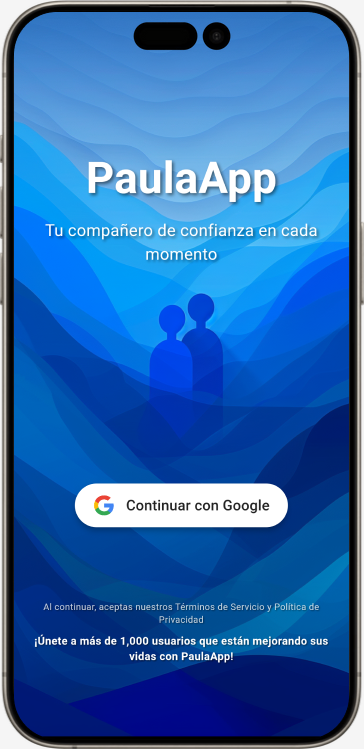 PaulaApp
Tu compañero de confianza en cada
momento
Continuar con Google
Al continuar, aceptas nuestros Términos de Servicio y Política de
Privacidad
¡Únete a más de 1,000 usuarios que están mejorando sus
vidas con PaulaApp!